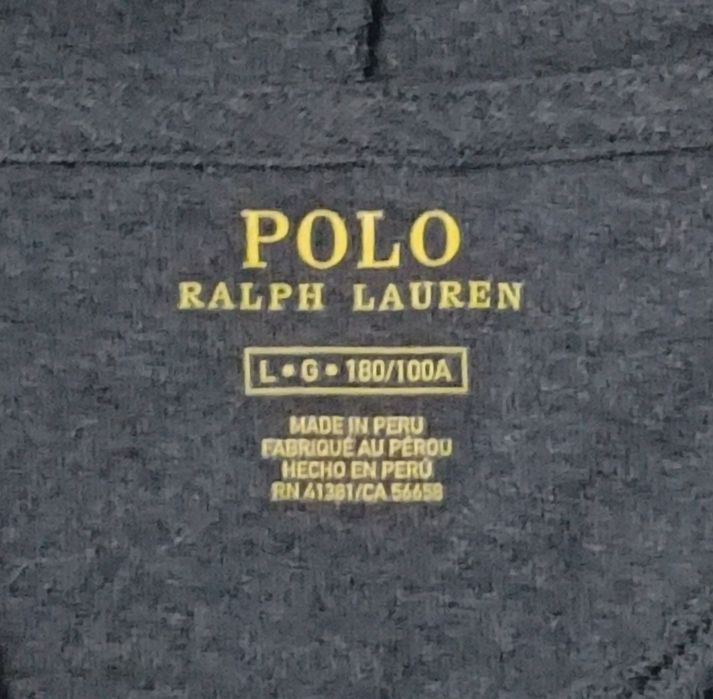 POLO
RALPH LAUREN
L • G • 180/100A
MADE IN PERU
FABRIQUÉ AU PÉROU
HECHO EN PERÚ
RN 41381/CA 56658